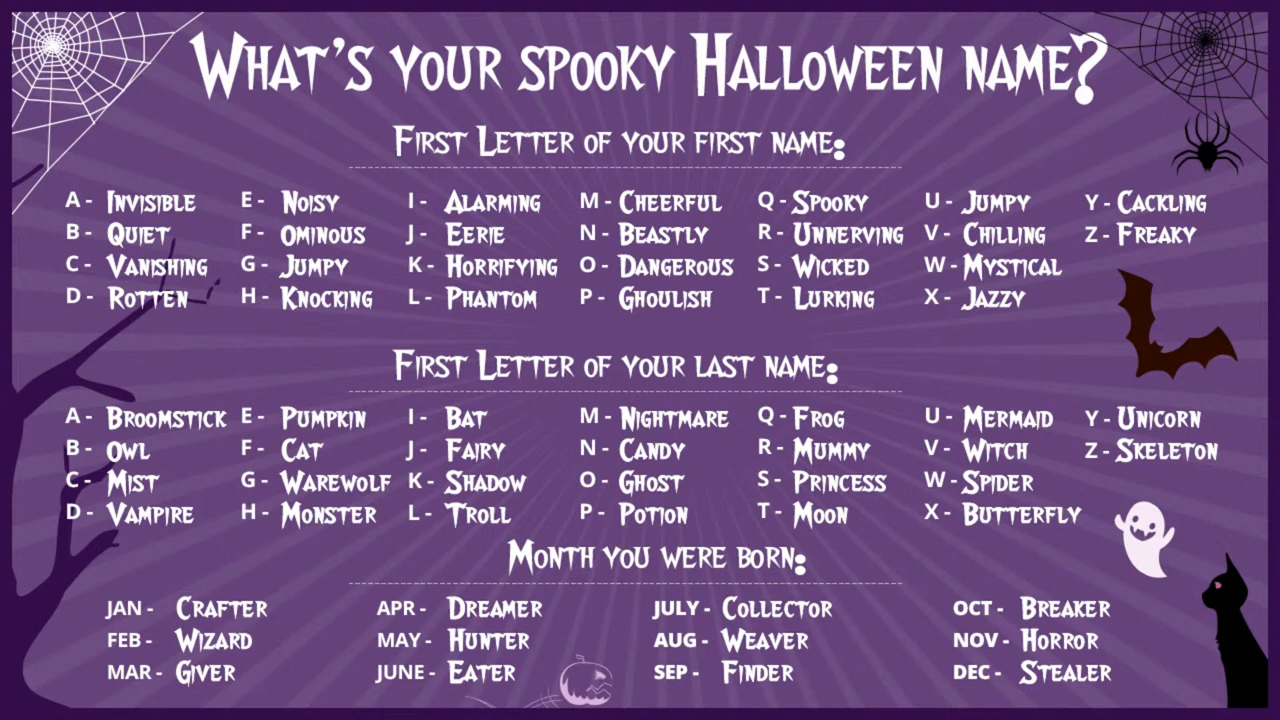 What's your spooky Halloween name?
First Letter of your first name:
A - Invisible E - Noisy I - Alarming M - Cheerful Q - Spooky U - Jumpy Y - Cackling
B - Quiet F - Ominous J - Eerie N - Beastly R - Unnerving V - Chilling Z - Freaky
C - Vanishing G - Jumpy K - Horrifying O - Dangerous S - Wicked W - Mystical
D - Rotten H - Knocking L - Phantom P - Ghoulish T - Lurking X - Jazzy
First Letter of your last name:
A - Broomstick E - Pumpkin I - Bat M - Nightmare Q - Frog U - Mermaid Y - Unicorn
B - Owl F - Cat J - Fairy N - Candy R - Mummy V - Witch Z - Skeleton
C - Mist G - Warewolf K - Shadow O - Ghost S - Princess W - Spider
D - Vampire H - Monster L - Troll P - Potion T - Moon X - Butterfly
Month you were born:
JAN - Crafter APR - Dreamer JULY - Collector OCT - Breaker
FEB - Wizard MAY - Hunter AUG - Weaver NOV - Horror
MAR - Giver JUNE - Eater SEP - Finder DEC - Stealer